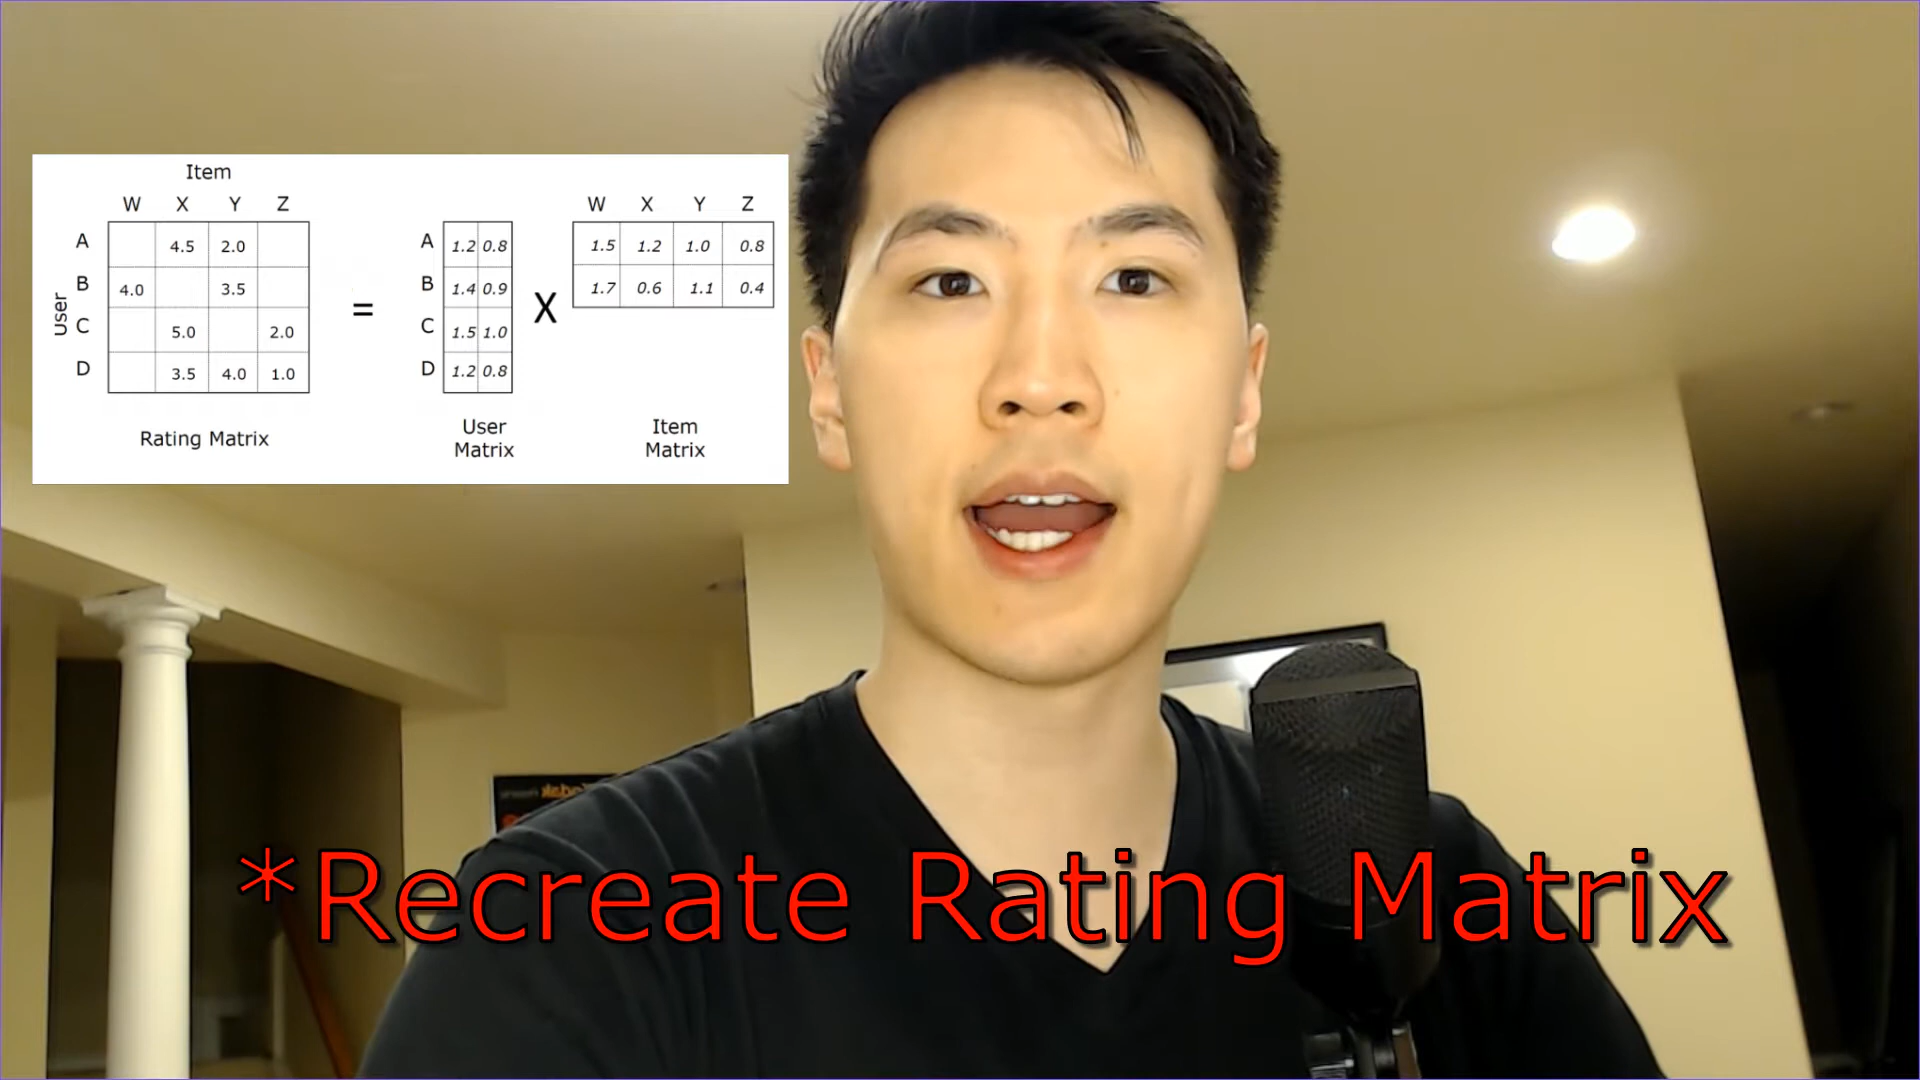 Item
W X Y Z
A 4.5 2.0
B 4.0 3.5
User
C 5.0 2.0
D 3.5 4.0 1.0
Rating Matrix
=
A 1.2 0.8
B 1.4 0.9
C 1.5 1.0
D 1.2 0.8
User
Matrix
X
W X Y Z
1.5 1.2 1.0 0.8
1.7 0.6 1.1 0.4
Item
Matrix
*Recreate Rating Matrix